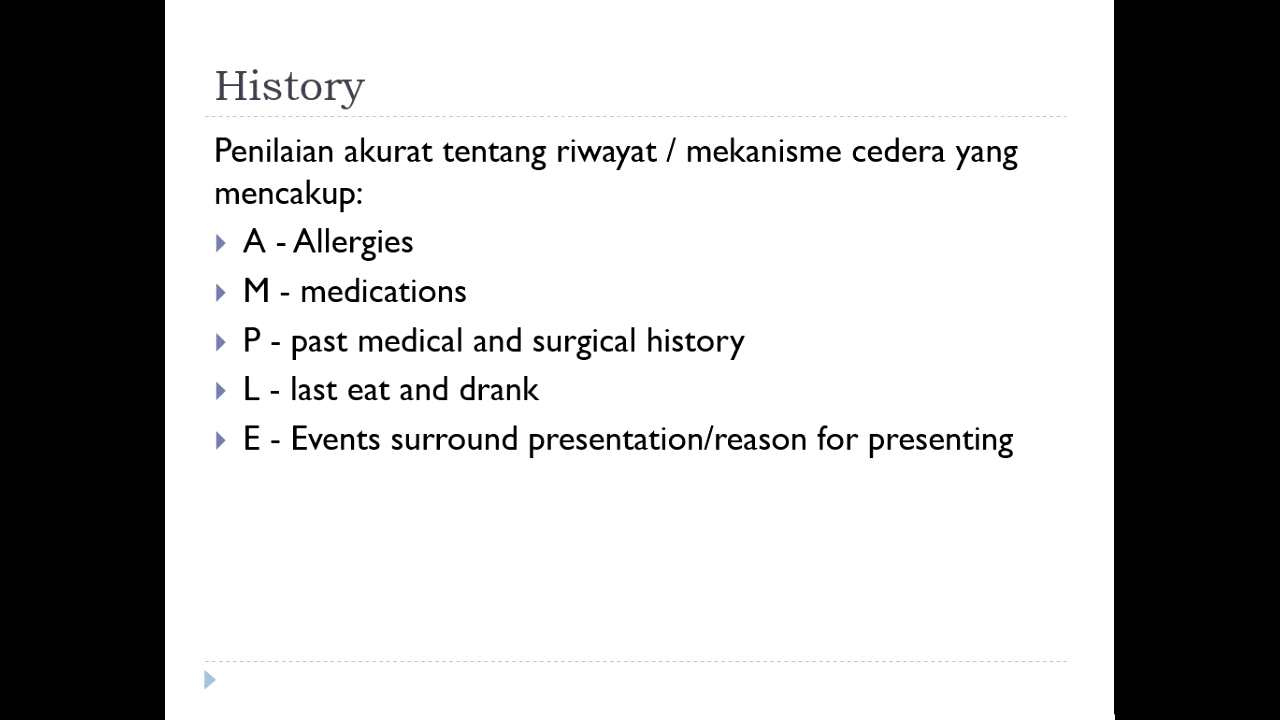 History
Penilaian akurat tentang riwayat / mekanisme cedera yang
mencakup:
A - Allergies
M - medications
P - past medical and surgical history
L - last eat and drank
E - Events surround presentation/reason for presenting